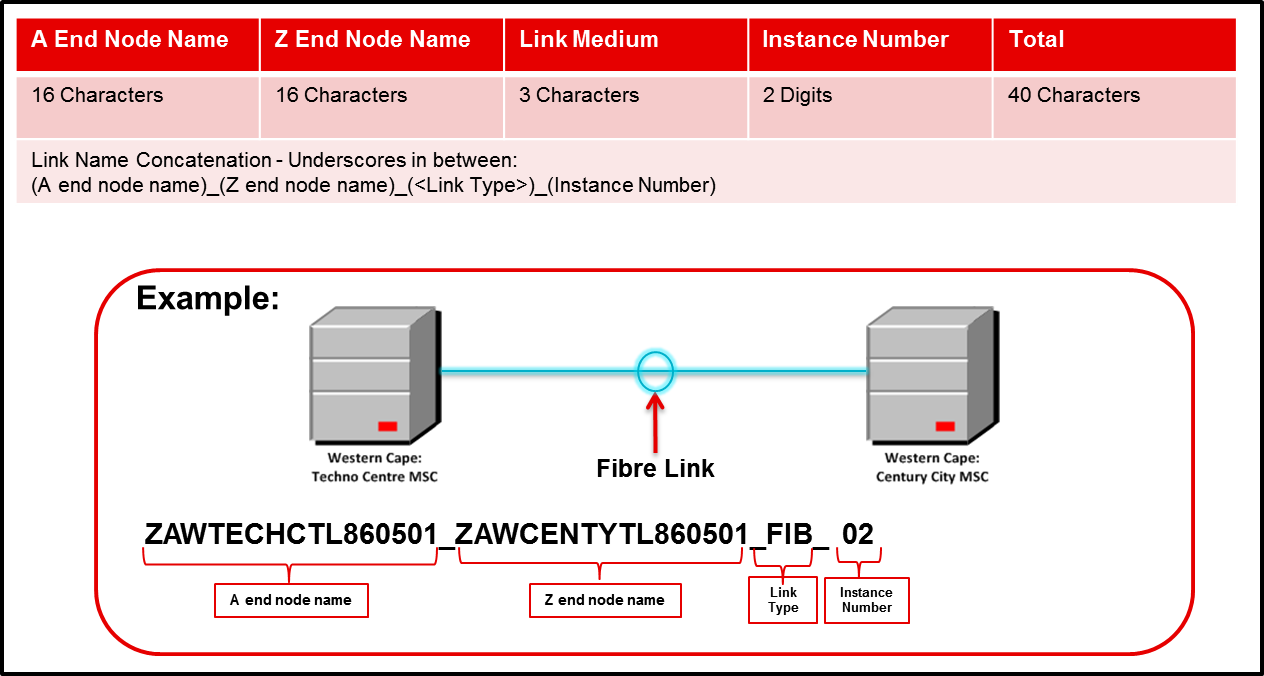 A End Node Name Z End Node Name Link Medium Instance Number Total
16 Characters 16 Characters 3 Characters 2 Digits 40 Characters
Link Name Concatenation - Underscores in between:
(A end node name)_(Z end node name)_(<Link Type>)_(Instance Number)
Example:
Western Cape:
Techno Centre MSC
Fibre Link
Western Cape:
Century City MSC
ZAWTECHCTL860501_ZAWCENTYTL860501_FIB_ 02
A end node name
Z end node name
Link
Type
Instance
Number